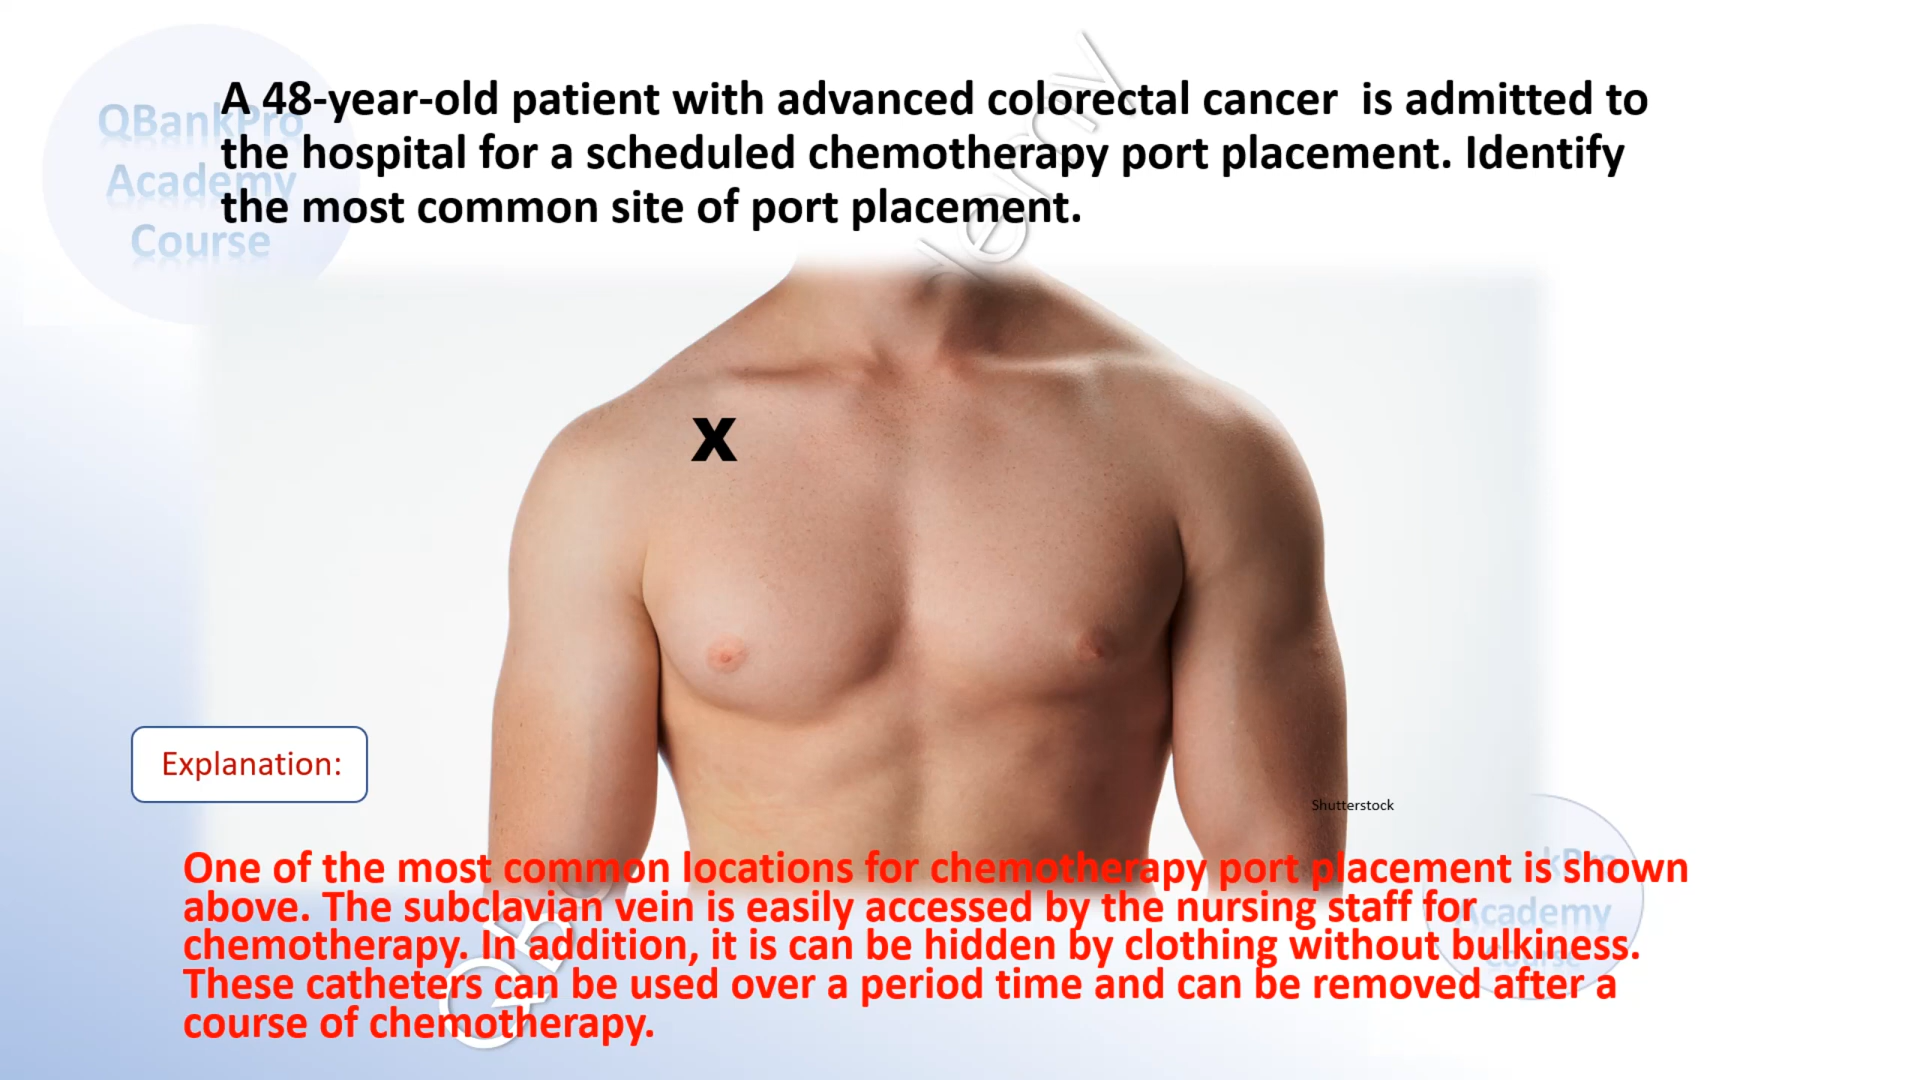 QBankPro
Academy
Course
A 48-year-old patient with advanced colorectal cancer is admitted to
the hospital for a scheduled chemotherapy port placement. Identify
the most common site of port placement.
X
Explanation:
Shutterstock
One of the most common locations for chemotherapy port placement is shown
above. The subclavian vein is easily accessed by the nursing staff for
chemotherapy. In addition, it is can be hidden by clothing without bulkiness.
These catheters can be used over a period time and can be removed after a
course of chemotherapy.